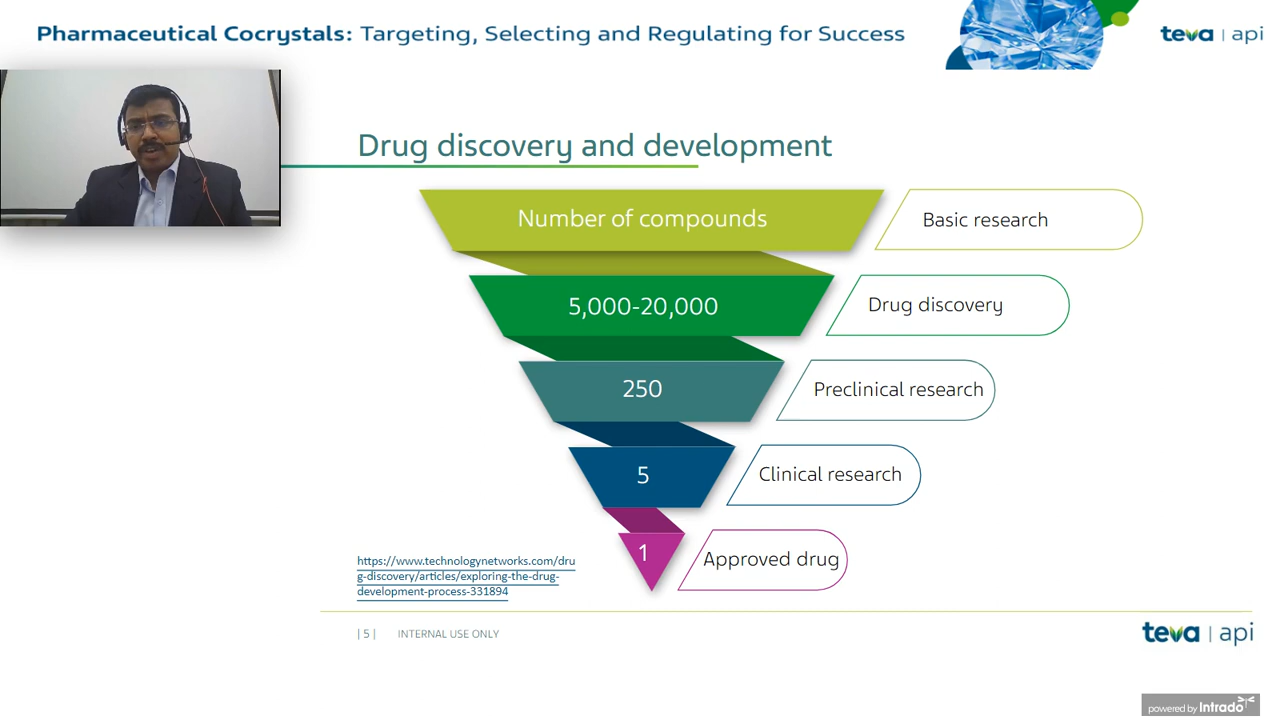 Pharmaceutical Cocrystals: Targeting, Selecting and Regulating for Success
teva | api
Drug discovery and development
Number of compounds
Basic research
5,000-20,000
Drug discovery
250
Preclinical research
5
Clinical research
1
Approved drug
https://www.technologynetworks.com/dru
g-discovery/articles/exploring-the-drug-
development-process-331894
| 5 | INTERNAL USE ONLY
teva | api
powered by Intrado